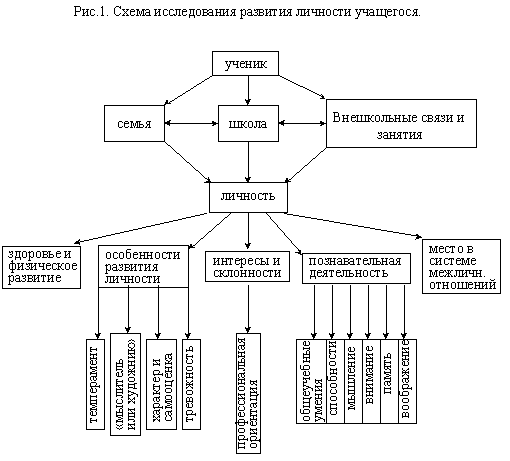 Рис.1. Схема исследования развития личности учащегося.
ученик
семья
школа
Внешкольные связи и
занятия
личность
здоровье и
физическое
развитие
особенности
развития
личности
интересы и
склонности
познавательная
деятельность
место в
системе
межличн.
отношений
темперамент
«мыслитель
или художник»
характер и
самооценка
тревожность
профессиональная
ориентация
общеучебные
умения
способности
мышление
внимание
память
воображение